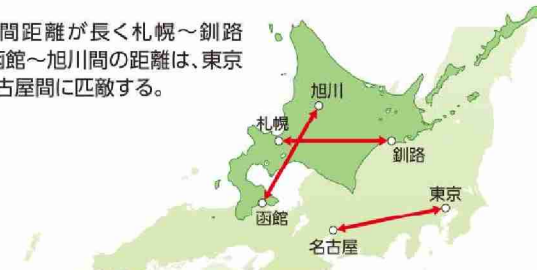 間距離が長く札幌～釧路
函館～旭川間の距離は、東京
古屋間に匹敵する。
旭川
札幌
釧路
函館
東京
名古屋